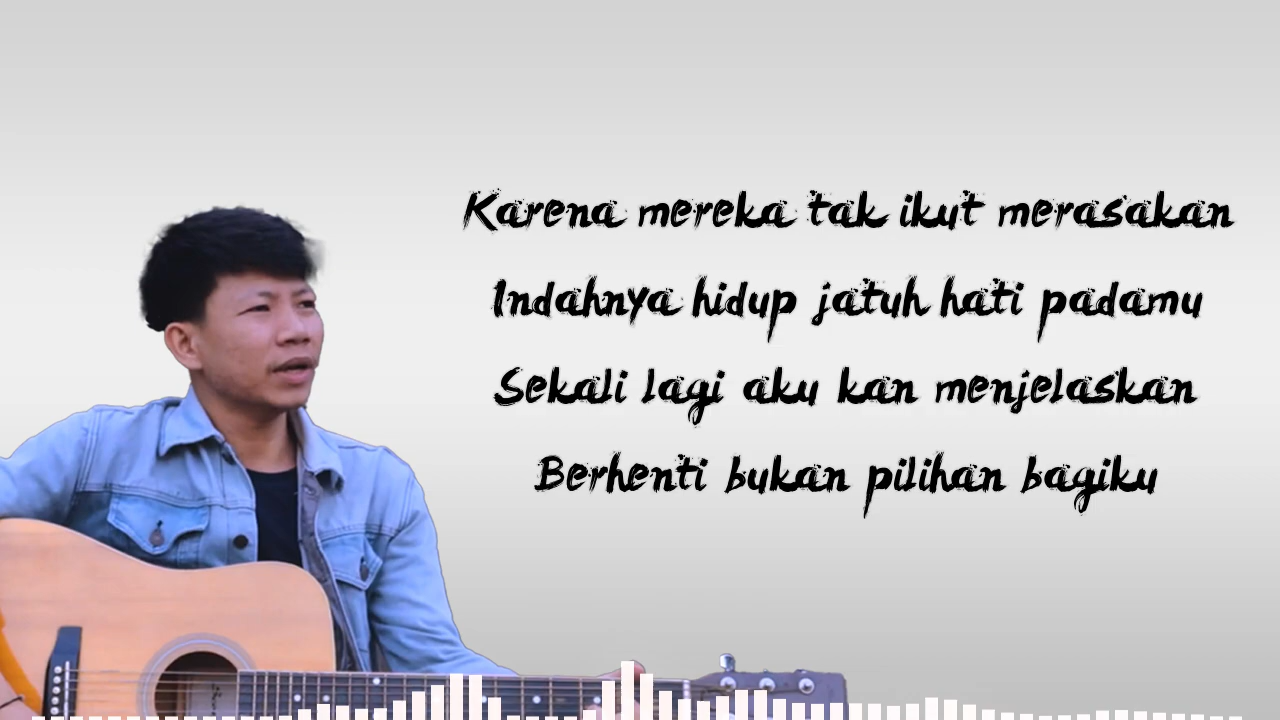 Karena mereka tak ikut merasakan
Indahnya hidup jatuh hati padamu
Sekali lagi aku kan menjelaskan
Berhenti bukan pilihan bagiku